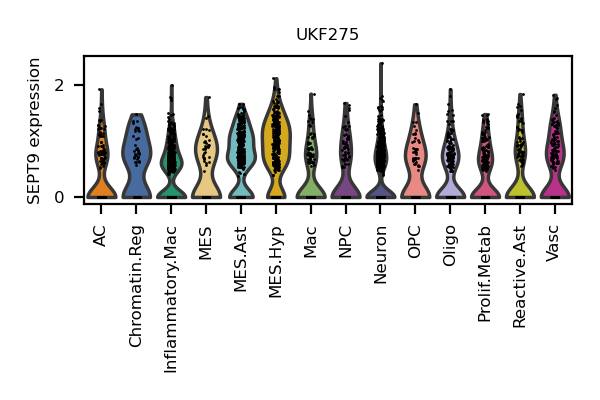 UKF275
SEPT9 expression
2
0
AC
Chromatin.Reg
Inflammatory.Mac
MES
MES.Ast
MES.Hyp
Mac
NPC
Neuron
OPC
Oligo
Prolif.Metab
Reactive.Ast
Vasc